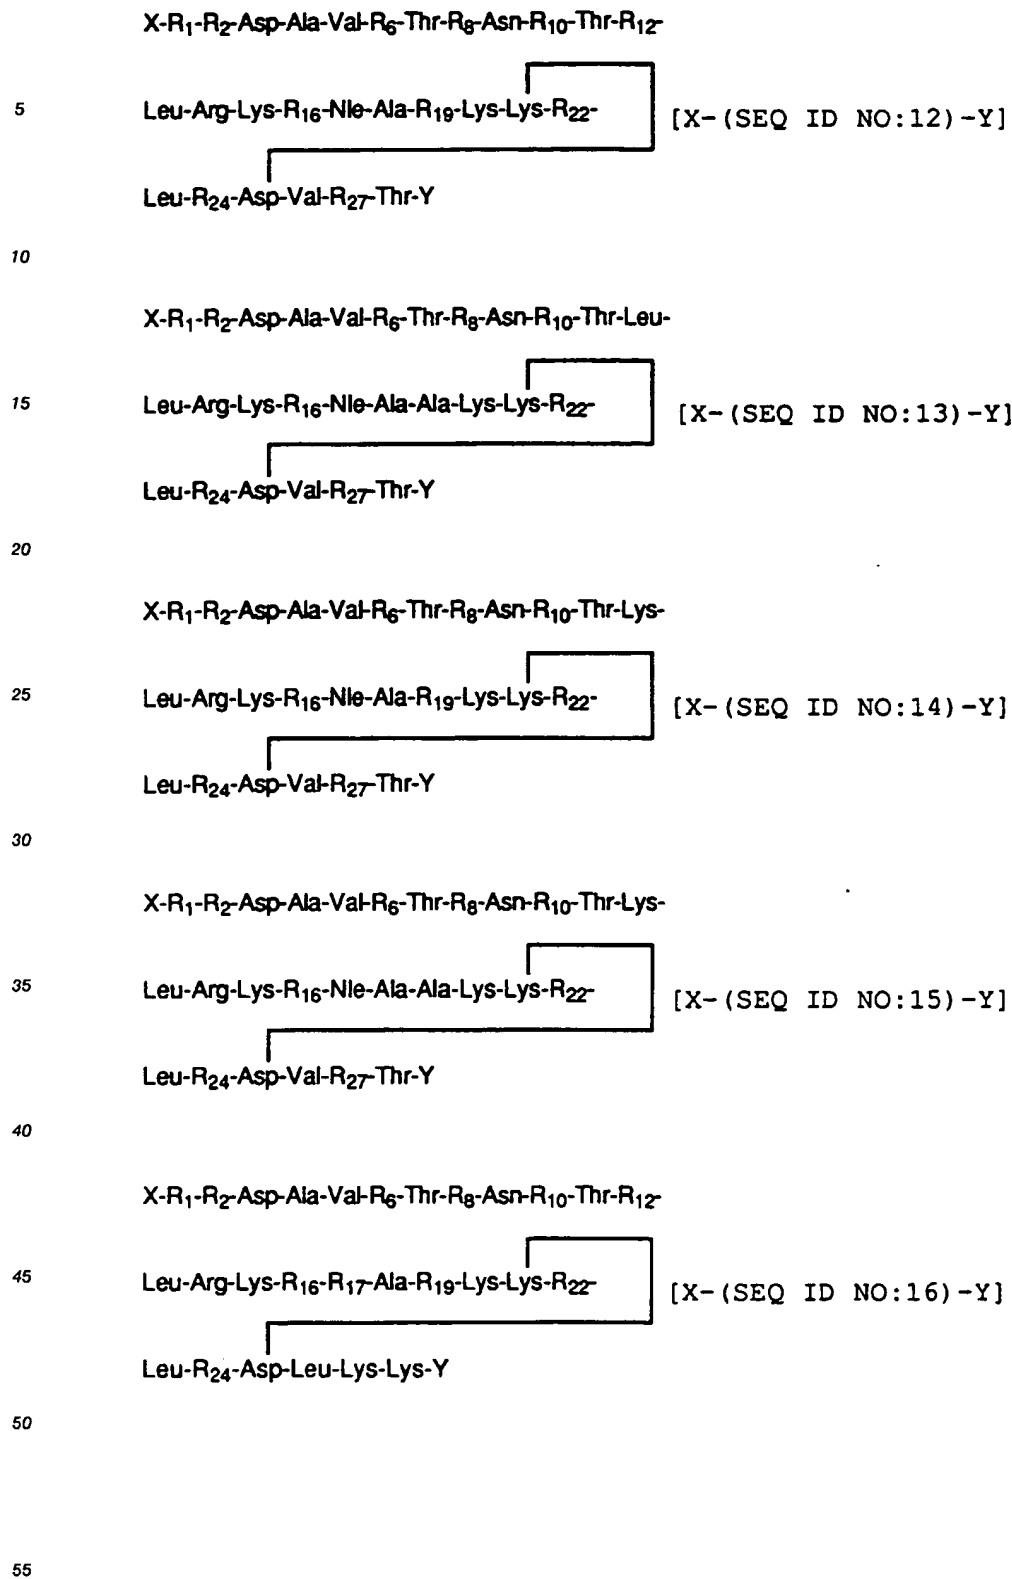 X-R1-R2-Asp-Ala-Val-R6-Thr-R8-Asn-R10-Thr-R12-
5 Leu-Arg-Lys-R16-Nle-Ala-R19-Lys-Lys-R22- [X-(SEQ ID NO:12)-Y]
Leu-R24-Asp-Val-R27-Thr-Y
10
X-R1-R2-Asp-Ala-Val-R6-Thr-R8-Asn-R10-Thr-Leu-
15 Leu-Arg-Lys-R16-Nle-Ala-Ala-Lys-Lys-R22- [X-(SEQ ID NO:13)-Y]
Leu-R24-Asp-Val-R27-Thr-Y
20
X-R1-R2-Asp-Ala-Val-R6-Thr-R8-Asn-R10-Thr-Lys-
25 Leu-Arg-Lys-R16-Nle-Ala-R19-Lys-Lys-R22- [X-(SEQ ID NO:14)-Y]
Leu-R24-Asp-Val-R27-Thr-Y
30
X-R1-R2-Asp-Ala-Val-R6-Thr-R8-Asn-R10-Thr-Lys-
35 Leu-Arg-Lys-R16-Nle-Ala-Ala-Lys-Lys-R22- [X-(SEQ ID NO:15)-Y]
Leu-R24-Asp-Val-R27-Thr-Y
40
X-R1-R2-Asp-Ala-Val-R6-Thr-R8-Asn-R10-Thr-R12-
45 Leu-Arg-Lys-R16-R17-Ala-R19-Lys-Lys-R22- [X-(SEQ ID NO:16)-Y]
Leu-R24-Asp-Leu-Lys-Lys-Y
50
55